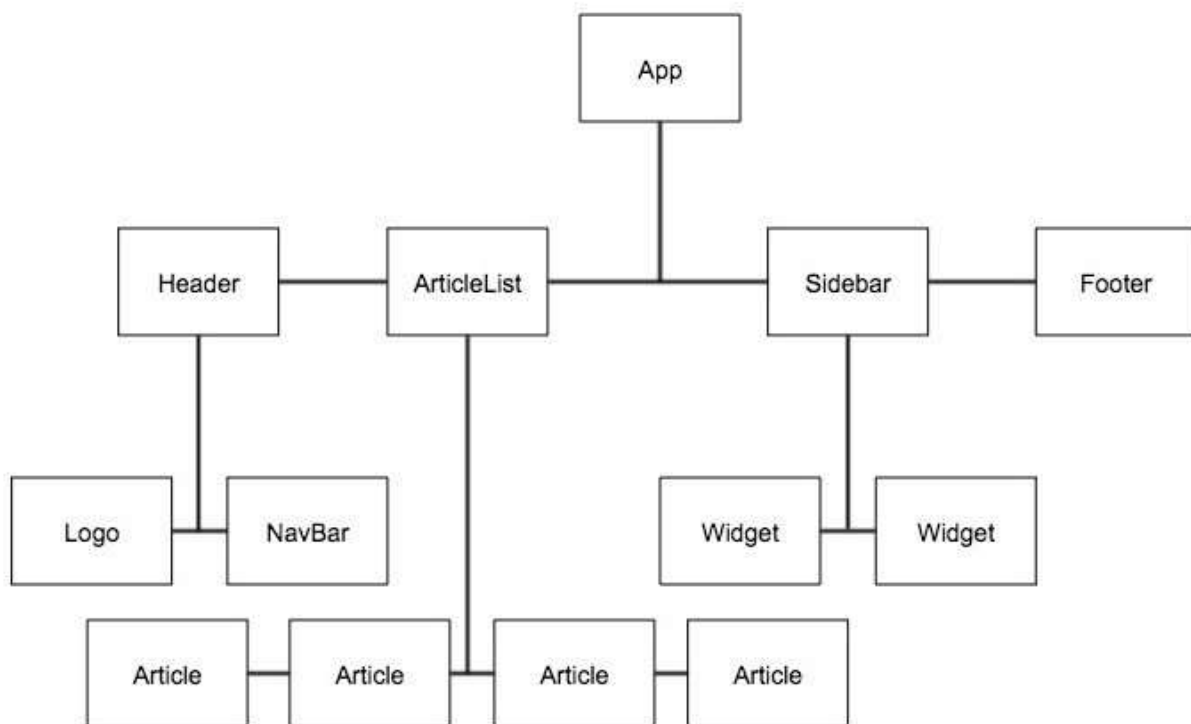 App
Header
ArticleList
Sidebar
Footer
Logo
NavBar
Widget
Widget
Article
Article
Article
Article